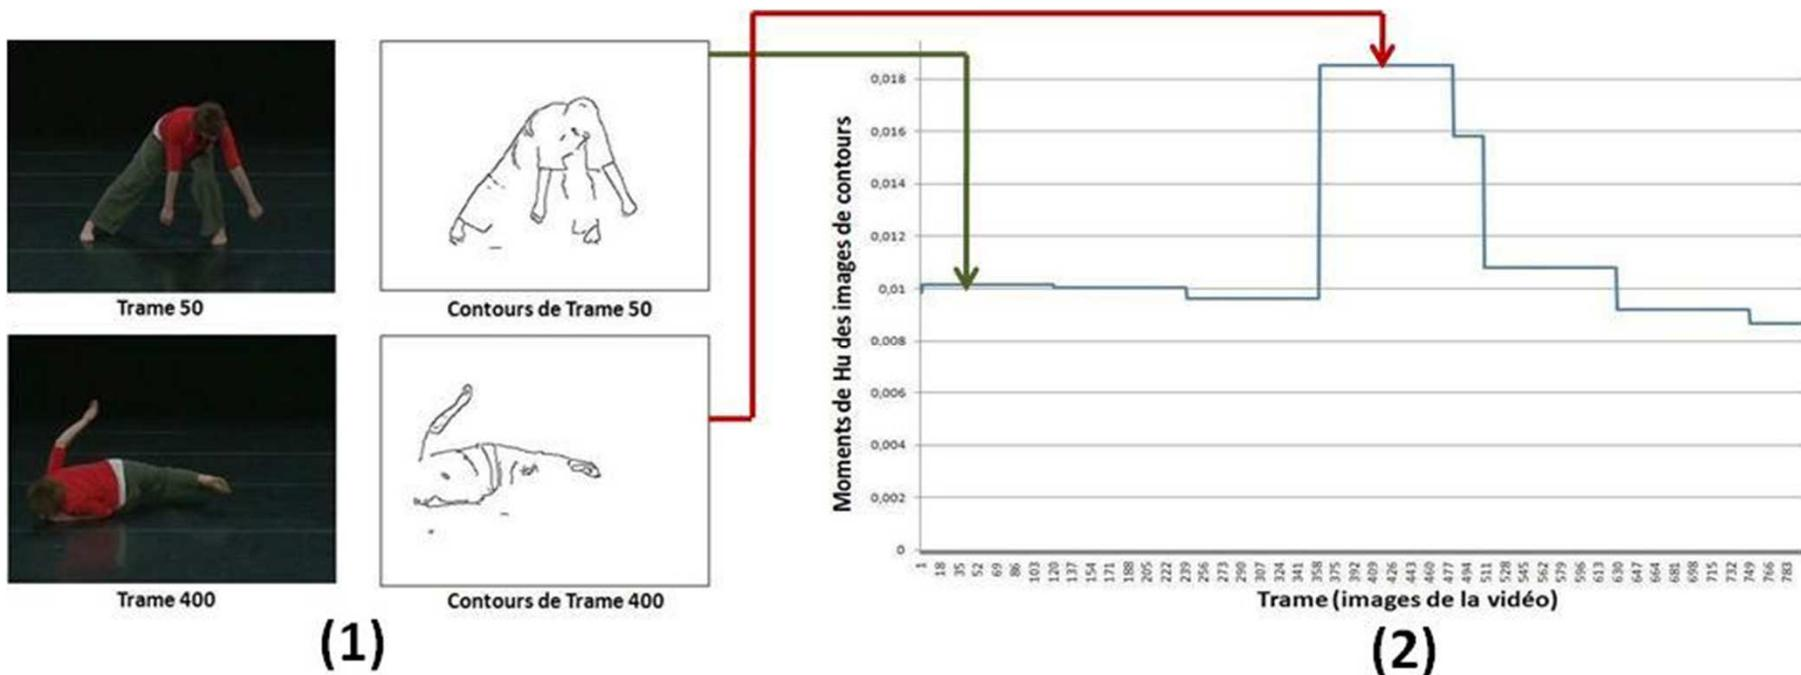 Trame 50
Contours de Trame 50
Trame 400
Contours de Trame 400
(1)
Moments de Hu des images de contours
0,018
0,016
0,014
0,012
0,01
0,008
0,006
0,004
0,002
0
1 18 35 52 69 86 103 120 137 154 171 188 205 222 239 256 273 290 307 324 341 358 375 392 409 426 443 460 477 494 511 528 545 562 579 596 613 630 647 664 681 698 715 732 749 766 783
Trame (images de la vidéo)
(2)